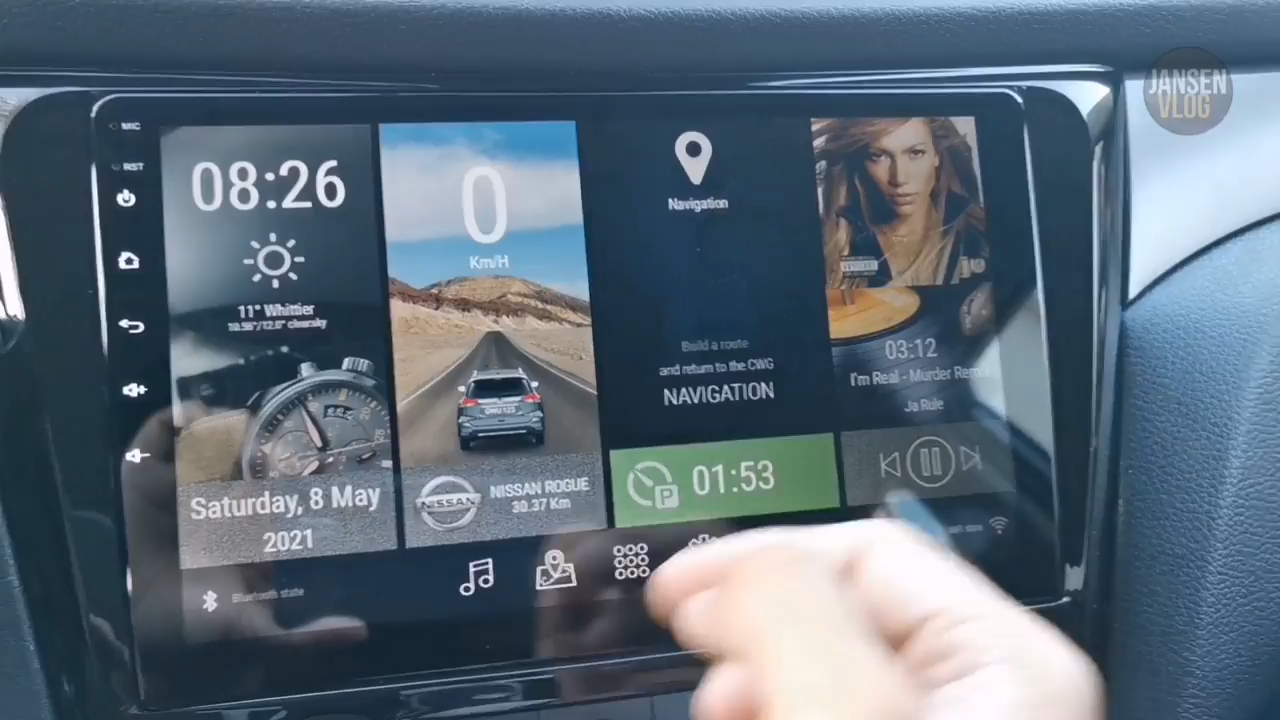 JANSEN
VLOG
MIC
RST
08:26
11° Whittier
Saturday, 8 May
2021
Bluetooth state
0
Km/H
NISSAN
NISSAN ROGUE
30.37 Km
Navigation
Build a route
and return to the CWG
NAVIGATION
P 01:53
03:12
I'm Real - Murder Rem
Ja Rule